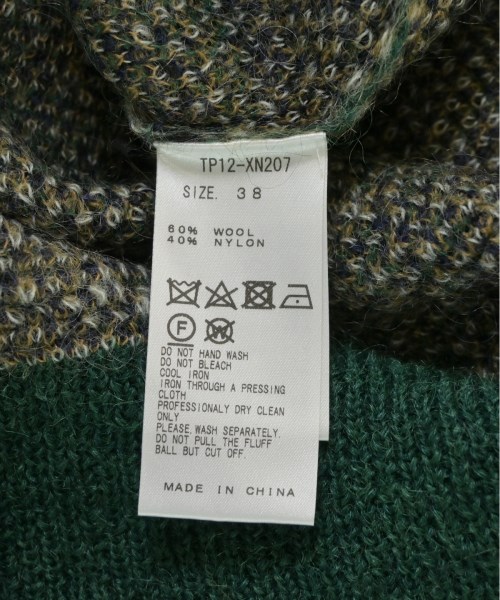 TP12-XN207
SIZE. 38
60% WOOL
40% NYLON
F W
DO NOT HAND WASH
DO NOT BLEACH
COOL IRON
IRON THROUGH A PRESSING
CLOTH
PROFESSIONALY DRY CLEAN
ONLY
PLEASE.WASH SEPARATELY.
DO NOT PULL THE FLUFF
BALL BUT CUT OFF.
MADE IN CHINA